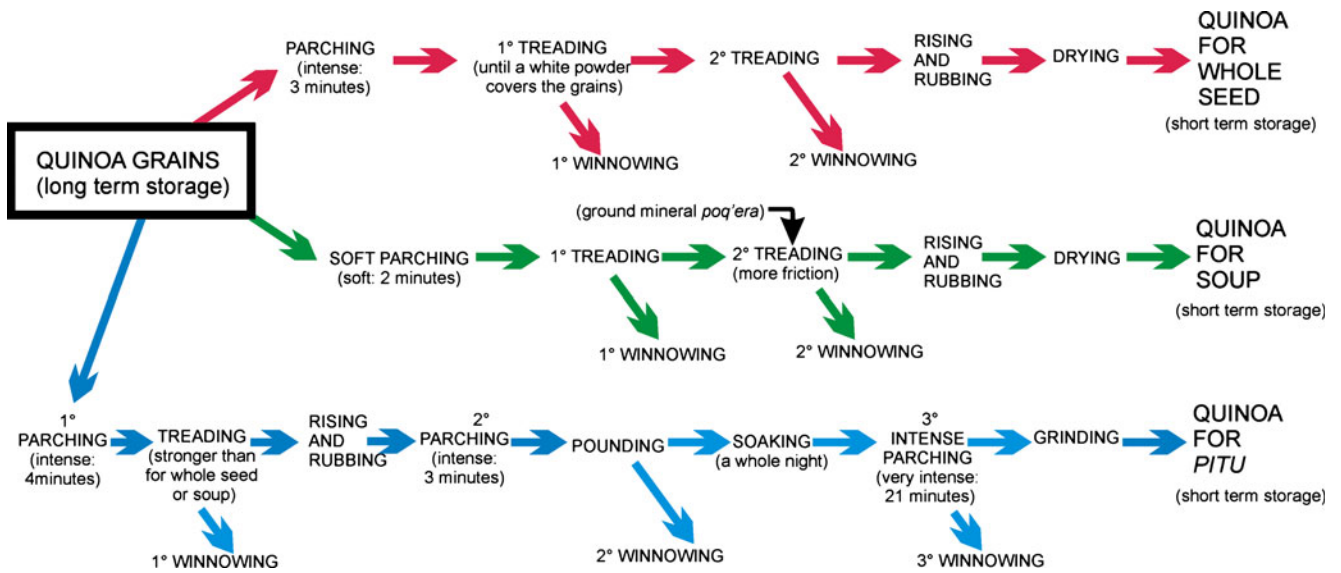 QUINOA GRAINS
(long term storage)
PARCHING
(intense:
3 minutes)
1° TREADING
(until a white powder
covers the grains)
1° WINNOWING
2° TREADING
2° WINNOWING
RISING
AND
RUBBING
DRYING
QUINOA
FOR
WHOLE
SEED
(short term storage)
SOFT PARCHING
(soft: 2 minutes)
1° TREADING
1° WINNOWING
(ground mineral poq'era)
2° TREADING
(more friction)
2° WINNOWING
RISING
AND
RUBBING
DRYING
QUINOA
FOR
SOUP
(short term storage)
1°
PARCHING
(intense:
4minutes)
TREADING
(stronger than
for whole seed
or soup)
1° WINNOWING
RISING
AND
RUBBING
2°
PARCHING
(intense:
3 minutes)
POUNDING
2° WINNOWING
SOAKING
(a whole night)
3°
INTENSE
PARCHING
(very intense:
21 minutes)
3° WINNOWING
GRINDING
QUINOA
FOR
PITU
(short term storage)